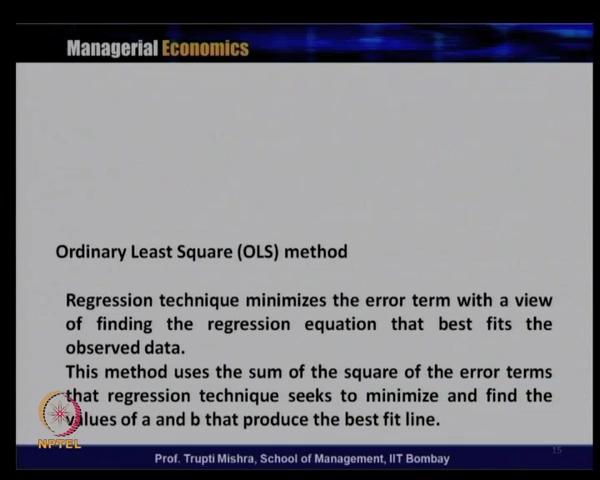 Managerial Economics
Ordinary Least Square (OLS) method
Regression technique minimizes the error term with a view
of finding the regression equation that best fits the
observed data.
This method uses the sum of the square of the error terms
that regression technique seeks to minimize and find the
values of a and b that produce the best fit line.
NPTEL
15
Prof. Trupti Mishra, School of Management, IIT Bombay